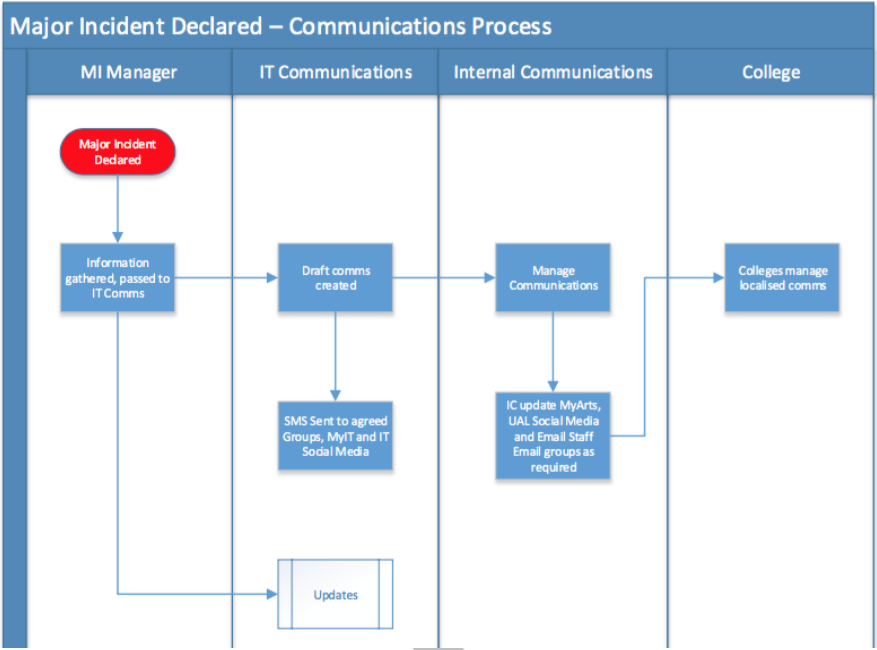 Major Incident Declared – Communications Process
MI Manager
IT Communications
Internal Communications
College
Major Incident
Declared
Information
gathered, passed to
IT Comms
Draft comms
created
Manage
Communications
Colleges manage
localised comms
SMS Sent to agreed
Groups, MyIT and IT
Social Media
IC update MyArts,
UAL Social Media
and Email Staff
Email groups as
required
Updates